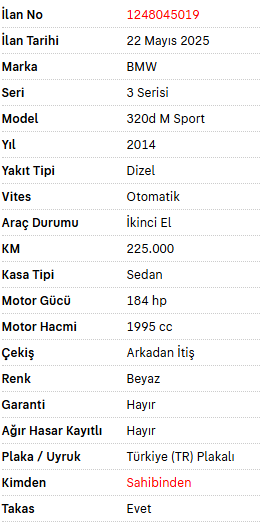 İlan No 1248045019
İlan Tarihi 22 Mayıs 2025
Marka BMW
Seri 3 Serisi
Model 320d M Sport
Yıl 2014
Yakıt Tipi Dizel
Vites Otomatik
Araç Durumu İkinci El
KM 225.000
Kasa Tipi Sedan
Motor Gücü 184 hp
Motor Hacmi 1995 cc
Çekiş Arkadan İtiş
Renk Beyaz
Garanti Hayır
Ağır Hasar Kayıtlı Hayır
Plaka / Uyruk Türkiye (TR) Plakalı
Kimden Sahibinden
Takas Evet